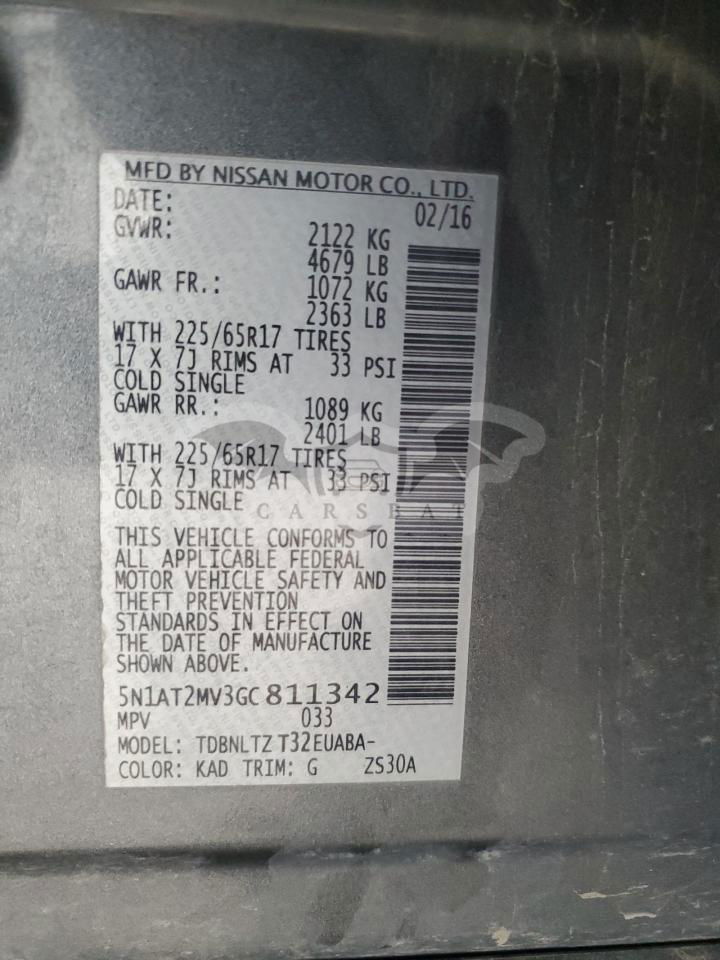 MFD BY NISSAN MOTOR CO., LTD.
DATE: 02/16
GVWR: 2122 KG
4679 LB
GAWR FR.: 1072 KG
2363 LB
WITH 225/65R17 TIRES
17 X 7J RIMS AT 33 PSI
COLD SINGLE
GAWR RR.: 1089 KG
2401 LB
WITH 225/65R17 TIRES
17 X 7J RIMS AT 33 PSI
COLD SINGLE
CARSBAT
THIS VEHICLE CONFORMS TO
ALL APPLICABLE FEDERAL
MOTOR VEHICLE SAFETY AND
THEFT PREVENTION
STANDARDS IN EFFECT ON
THE DATE OF MANUFACTURE
SHOWN ABOVE.
5N1AT2MV3GC811342
MPV 033
MODEL: TDBNLTZ T32EUABA-
COLOR: KAD TRIM: G ZS30A